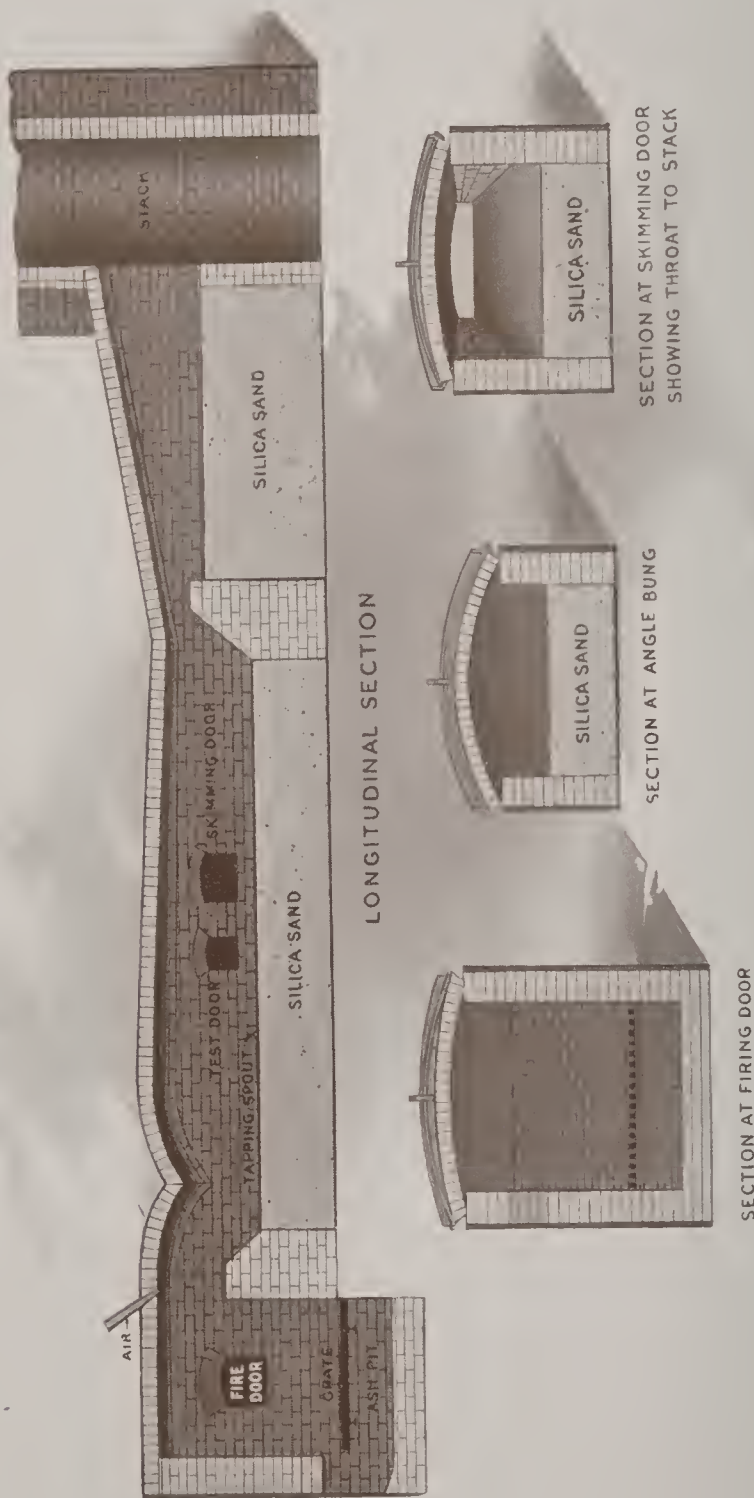 AIR
FIRE
DOOR
GRATE
ASH PIT
TAPPING SPOUT
TEST DOOR
SKIMMING DOOR
SILICA SAND
SILICA SAND
STACK
LONGITUDINAL SECTION
SECTION AT FIRING DOOR
SILICA SAND
SECTION AT ANGLE BUNG
SILICA SAND
SECTION AT SKIMMING DOOR
SHOWING THROAT TO STACK